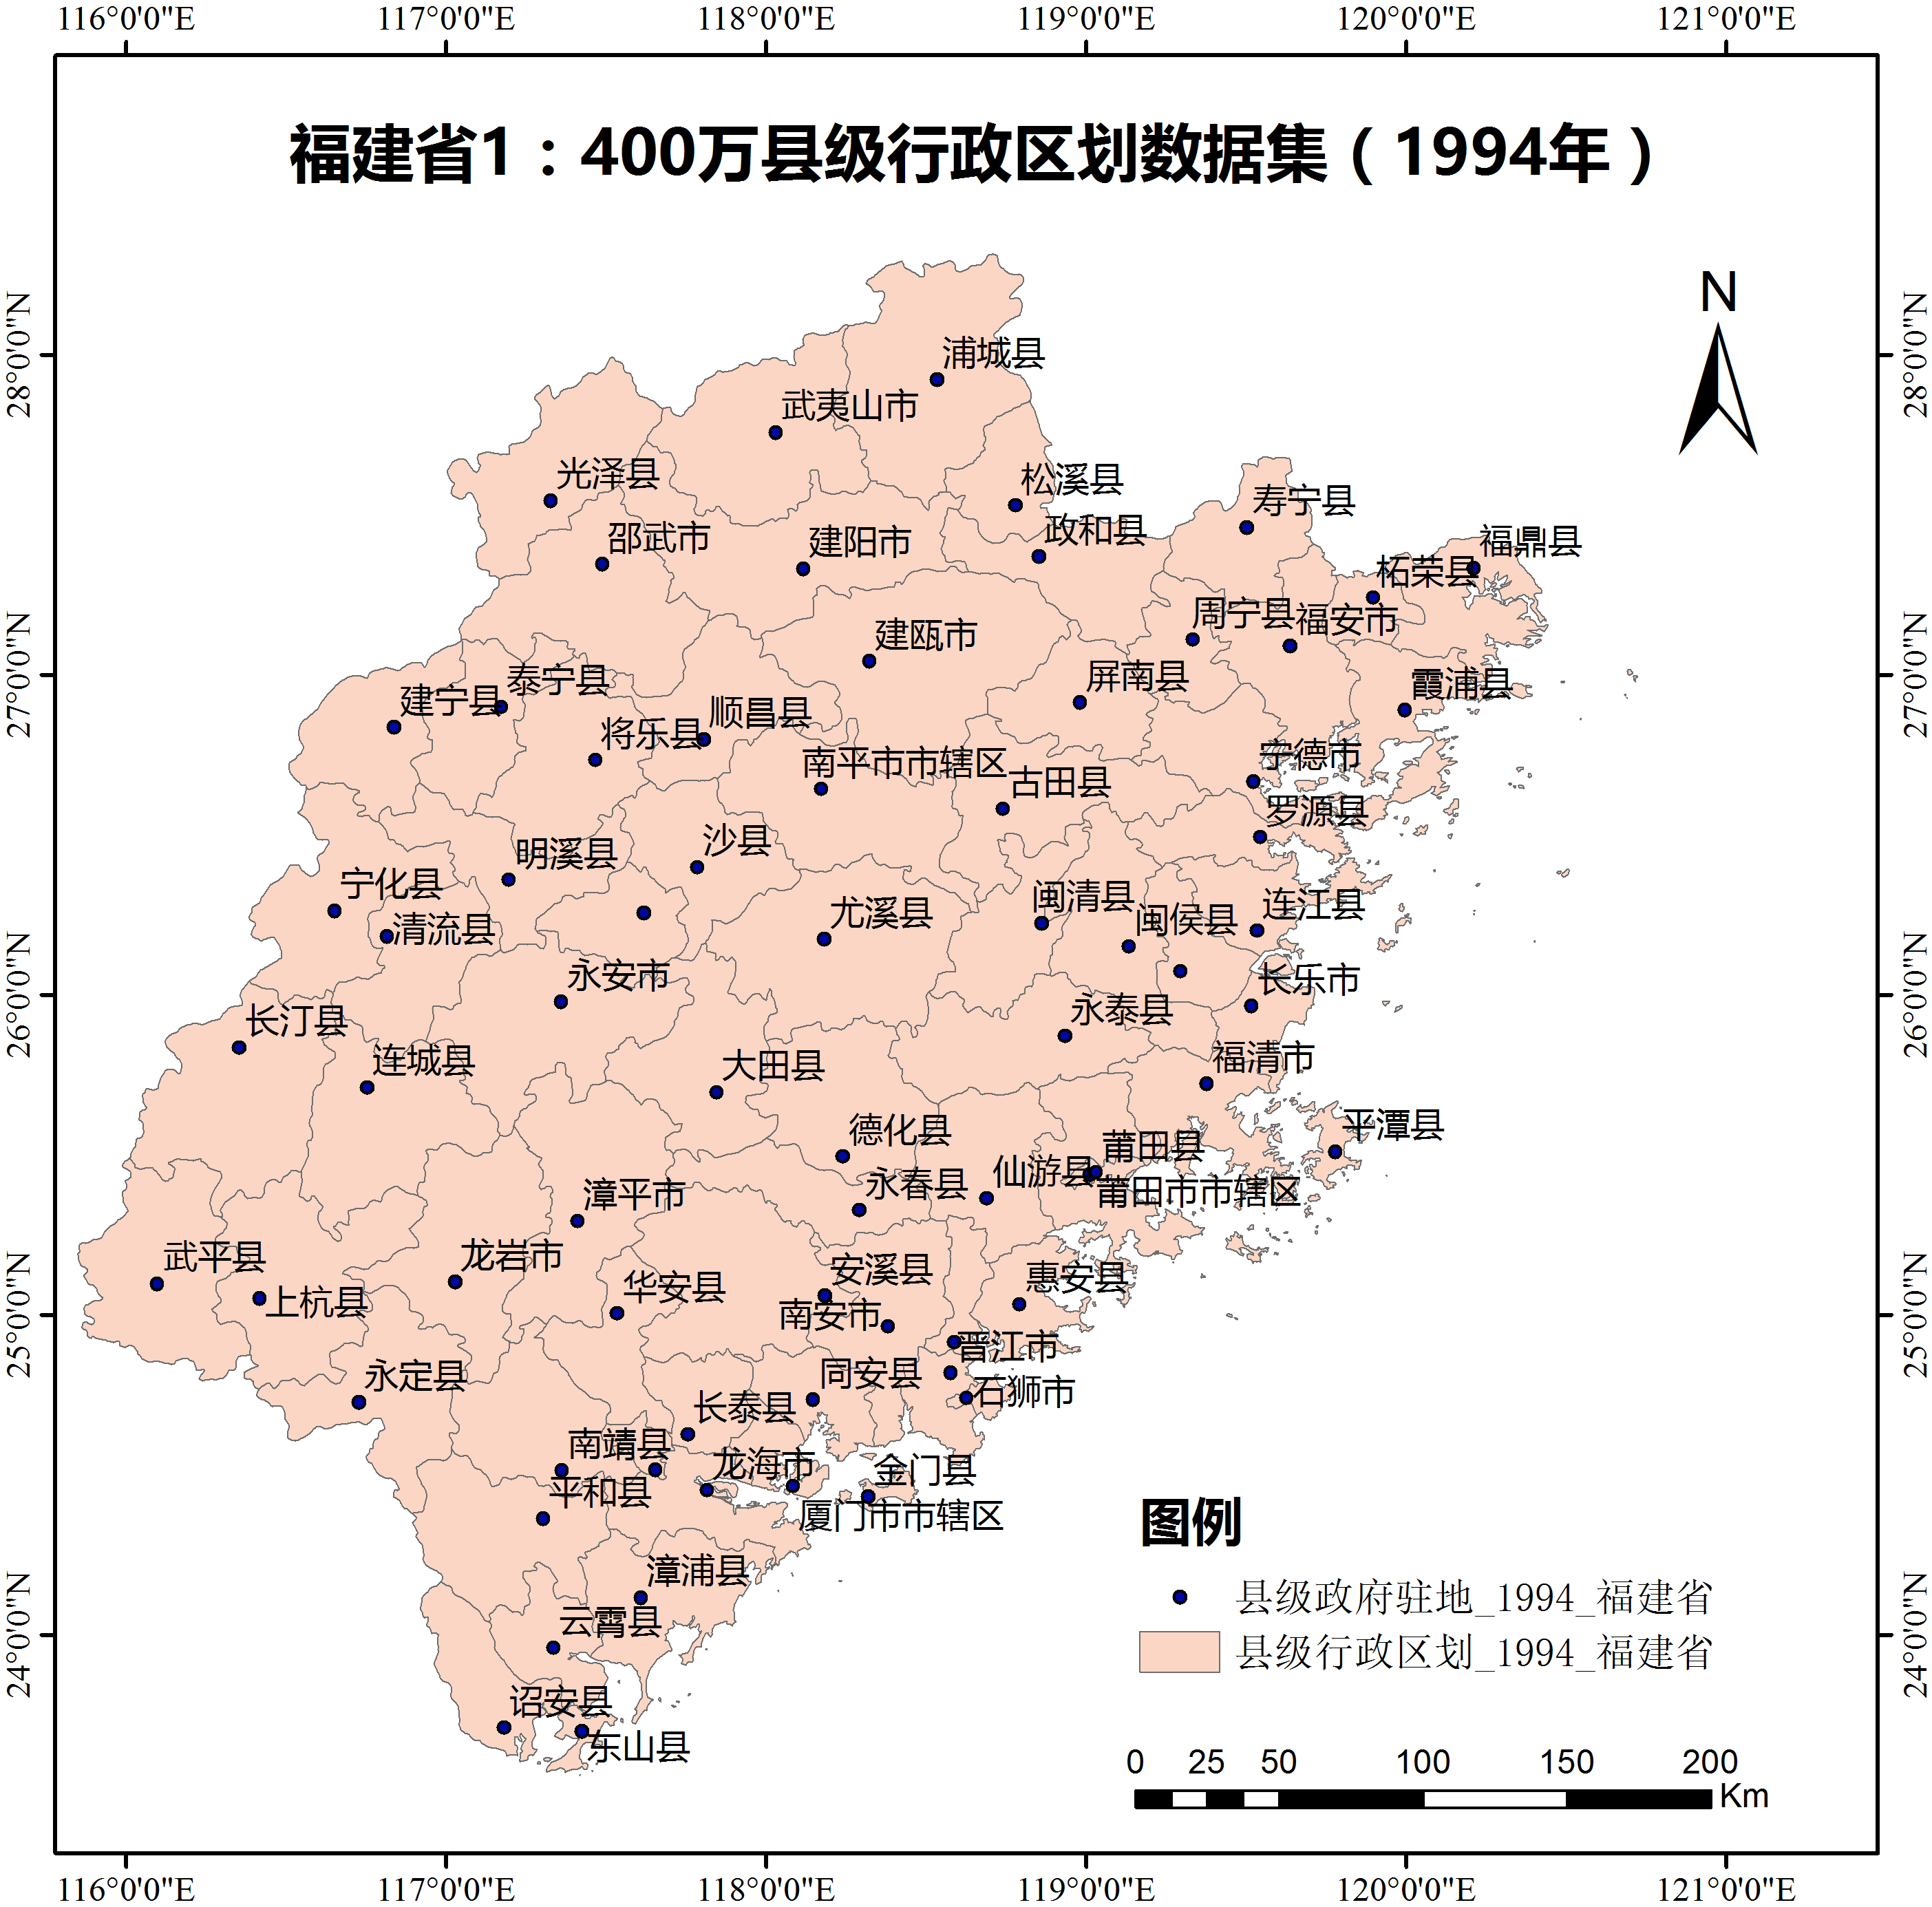 116°0'0"E 117°0'0"E 118°0'0"E 119°0'0"E 120°0'0"E 121°0'0"E
福建省1：400万县级行政区划数据集（1994年）
N
28°0'0"N
28°0'0"N
27°0'0"N
27°0'0"N
26°0'0"N
26°0'0"N
25°0'0"N
25°0'0"N
24°0'0"N
24°0'0"N
浦城县
武夷山市
光泽县
松溪县
寿宁县
政和县
邵武市
建阳市
福鼎县
柘荣县
周宁县
福安市
建瓯市
屏南县
泰宁县
霞浦县
建宁县
顺昌县
将乐县
南平市市辖区
宁德市
古田县
罗源县
沙县
明溪县
宁化县
闽清县
连江县
尤溪县
闽侯县
清流县
永安市
长乐市
永泰县
长汀县
连城县
福清市
大田县
平潭县
德化县
莆田县
仙游县
永春县
莆田市市辖区
漳平市
武平县
龙岩市
安溪县
惠安县
华安县
上杭县
南安市
晋江市
永定县
同安县
石狮市
长泰县
南靖县
龙海市
金门县
平和县
厦门市市辖区
漳浦县
云霄县
诏安县
东山县
图例
县级政府驻地_1994_福建省
县级行政区划_1994_福建省
0 25 50 100 150 200
Km
116°0'0"E 117°0'0"E 118°0'0"E 119°0'0"E 120°0'0"E 121°0'0"E